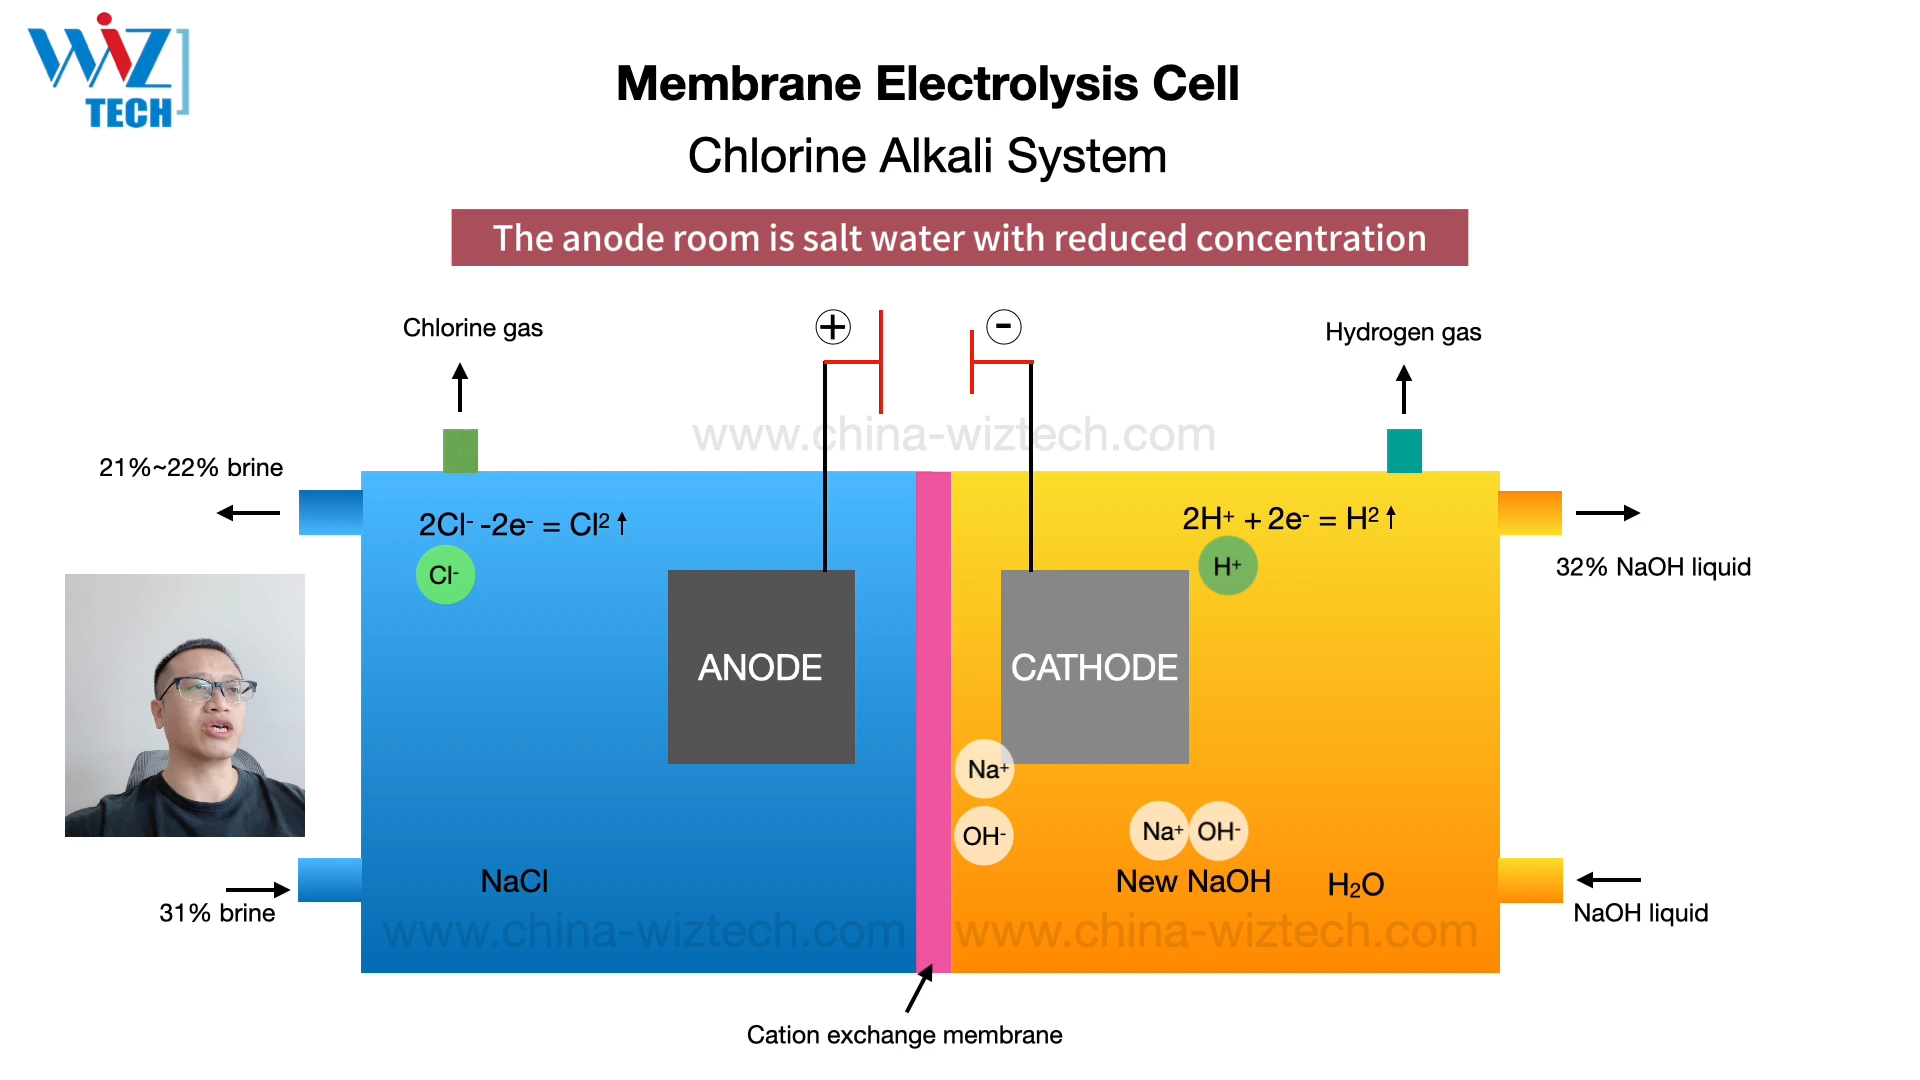 WIZ
TECH
Membrane Electrolysis Cell
Chlorine Alkali System
The anode room is salt water with reduced concentration
Chlorine gas
+
-
Hydrogen gas
www.china-wiztech.com
21%~22% brine
2Cl⁻ -2e⁻ = Cl²↑
2H⁺ + 2e⁻ = H²↑
Cl⁻
H⁺
32% NaOH liquid
ANODE
CATHODE
Na⁺
OH⁻
Na⁺ OH⁻
NaCl
New NaOH
H₂O
31% brine
NaOH liquid
www.china-wiztech.com
www.china-wiztech.com
Cation exchange membrane